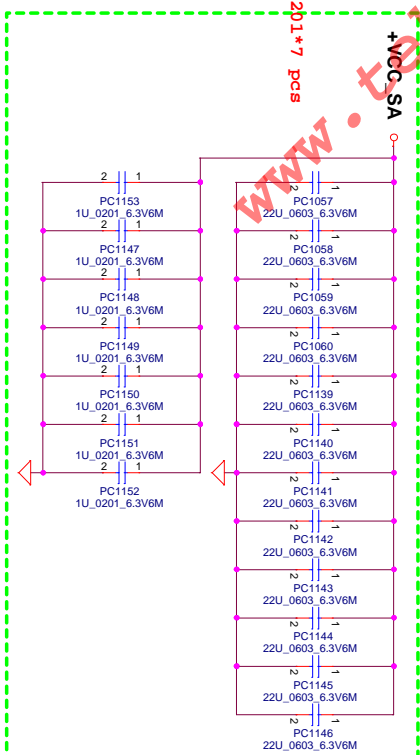 +VCC_SA
201*7 pcs
www.te
2 1
PC1153
1U_0201_6.3V6M
2 1
PC1147
1U_0201_6.3V6M
2 1
PC1148
1U_0201_6.3V6M
2 1
PC1149
1U_0201_6.3V6M
2 1
PC1150
1U_0201_6.3V6M
2 1
PC1151
1U_0201_6.3V6M
2 1
PC1152
1U_0201_6.3V6M
2 1
PC1057
22U_0603_6.3V6M
2 1
PC1058
22U_0603_6.3V6M
2 1
PC1059
22U_0603_6.3V6M
2 1
PC1060
22U_0603_6.3V6M
2 1
PC1139
22U_0603_6.3V6M
2 1
PC1140
22U_0603_6.3V6M
2 1
PC1141
22U_0603_6.3V6M
2 1
PC1142
22U_0603_6.3V6M
2 1
PC1143
22U_0603_6.3V6M
2 1
PC1144
22U_0603_6.3V6M
2 1
PC1145
22U_0603_6.3V6M
2 1
PC1146
22U_0603_6.3V6M